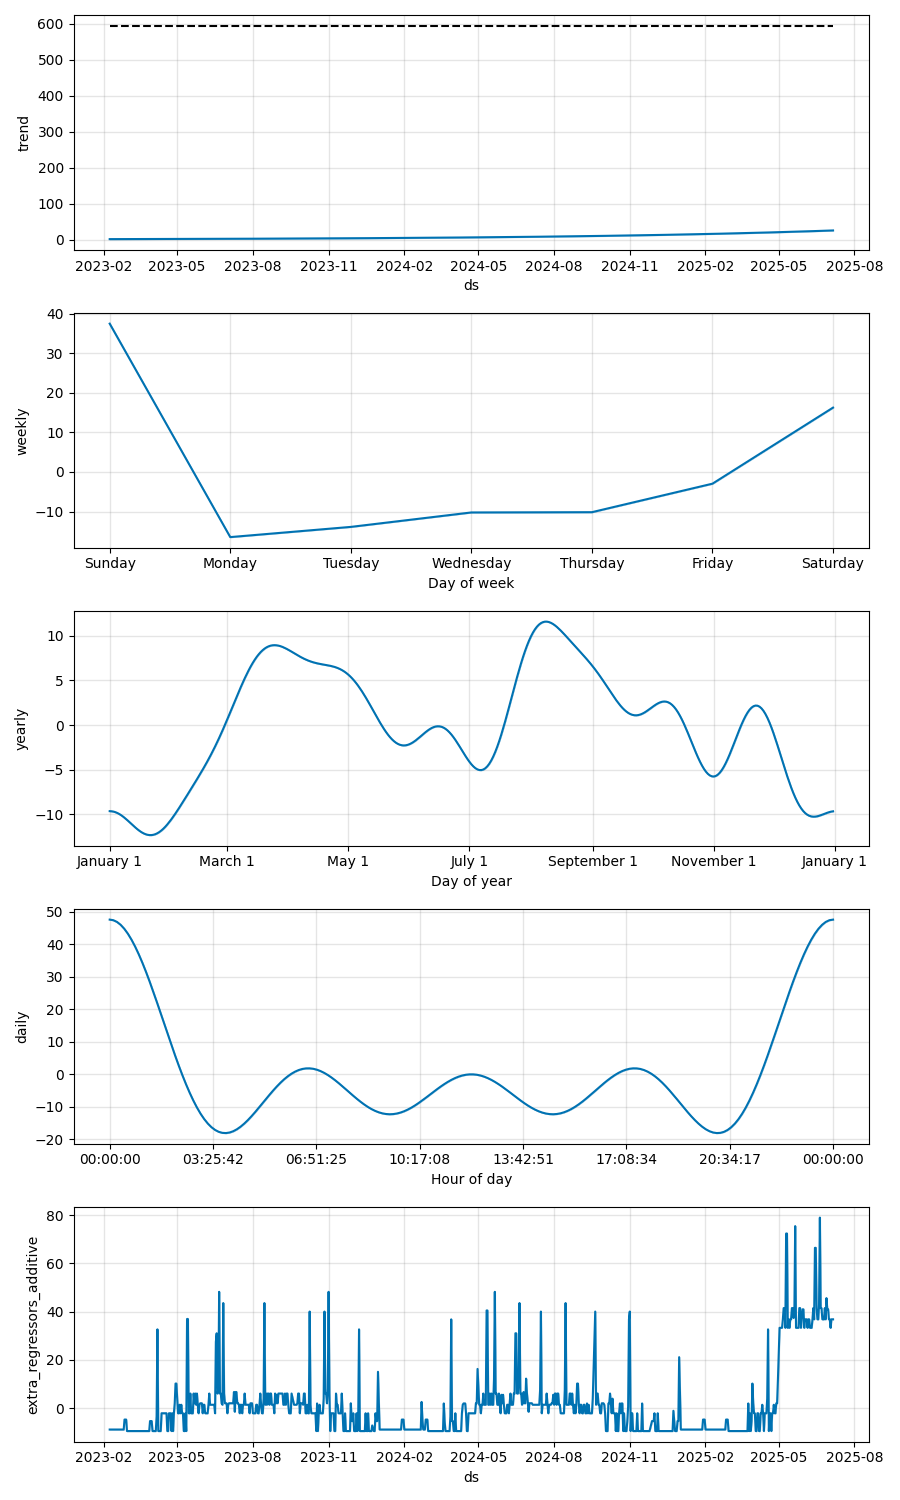 600
500
400
300
200
100
0
trend
2023-02 2023-05 2023-08 2023-11 2024-02 2024-05 2024-08 2024-11 2025-02 2025-05 2025-08
ds
40
30
20
10
0
−10
weekly
Sunday Monday Tuesday Wednesday Thursday Friday Saturday
Day of week
10
5
0
−5
−10
yearly
January 1 March 1 May 1 July 1 September 1 November 1 January 1
Day of year
50
40
30
20
10
0
−10
−20
daily
00:00:00 03:25:42 06:51:25 10:17:08 13:42:51 17:08:34 20:34:17 00:00:00
Hour of day
80
60
40
20
0
extra_regressors_additive
2023-02 2023-05 2023-08 2023-11 2024-02 2024-05 2024-08 2024-11 2025-02 2025-05 2025-08
ds